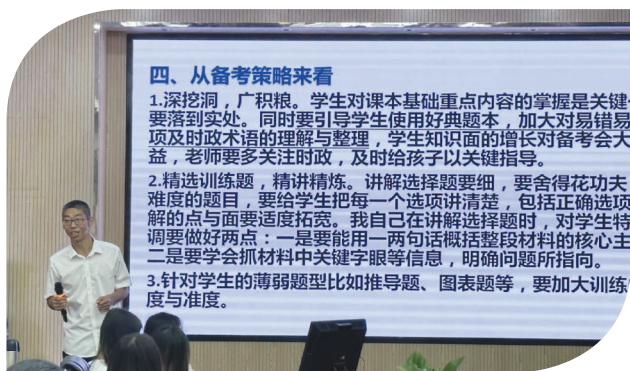 四、从备考策略来看
1.深挖洞，广积粮。学生对课本基础重点内容的掌握是关键
要落到实处。同时要引导学生使用好典题本，加大对易错易
项及时政术语的理解与整理，学生知识面的增长对备考会大
益，老师要多关注时政，及时给孩子以关键指导。
2.精选训练题，精讲精炼。讲解选择题要细，要舍得花功夫
难度的题目，要给学生把每一个选项讲清楚，包括正确选项
解的点与面要适度拓宽。我自己在讲解选择题时，对学生特
调要做好两点：一是要能用一两句话概括整段材料的核心主
二是要学会抓材料中关键字眼等信息，明确问题所指向。
3.针对学生的薄弱题型比如推导题、图表题等，要加大训练
度与准度。